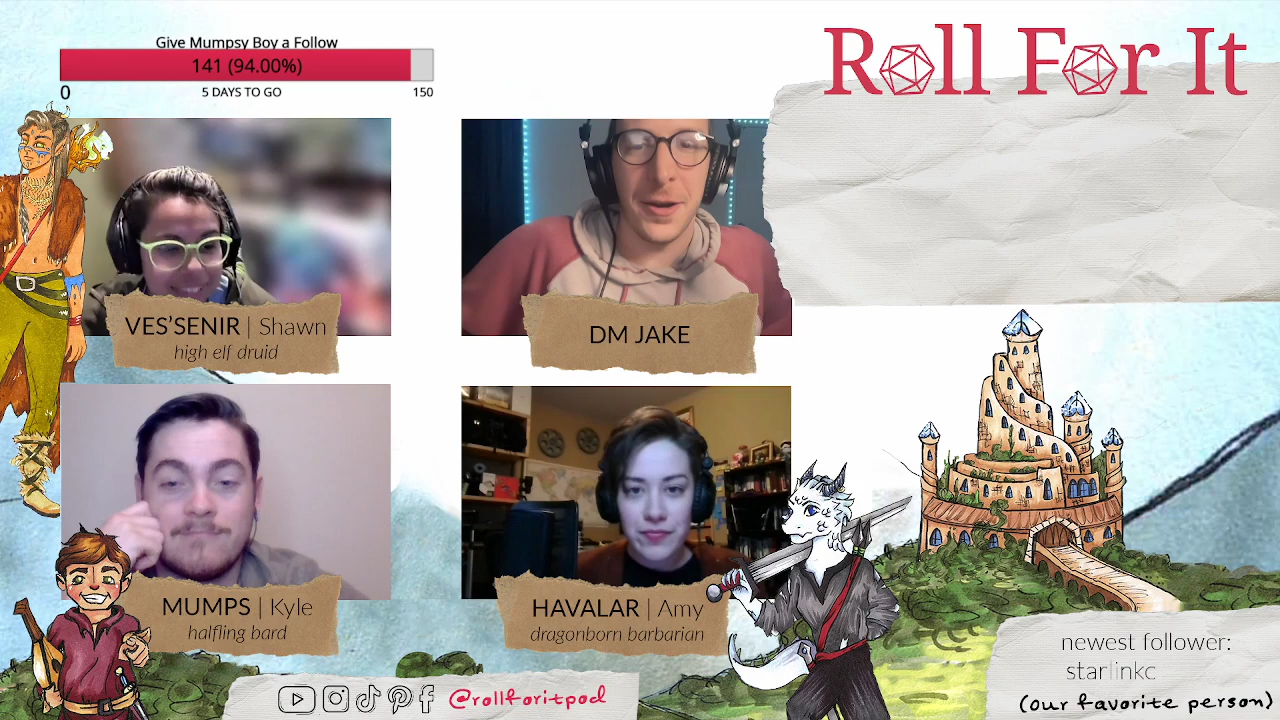 Give Mumpsy Boy a Follow
141 (94.00%)
0 5 DAYS TO GO 150
Roll For It
VES'SENIR | Shawn
high elf druid
DM JAKE
MUMPS | Kyle
halfling bard
HAVALAR | Amy
dragonborn barbarian
newest follower:
starlinkc
(our favorite person)
@rollforitpod